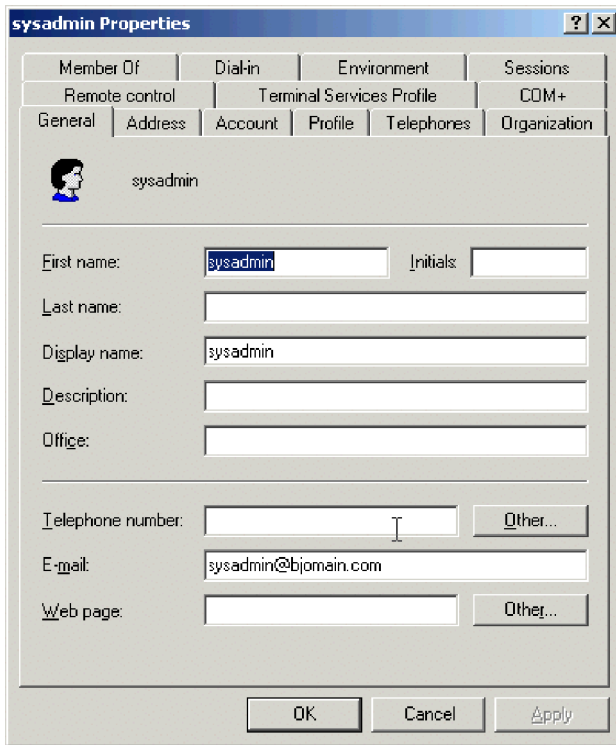 sysadmin Properties
Member Of Dial-in Environment Sessions
Remote control Terminal Services Profile COM+
General Address Account Profile Telephones Organization
sysadmin
First name: sysadmin Initials:
Last name:
Display name: sysadmin
Description:
Office:
Telephone number: Other...
E-mail: sysadmin@bjomain.com
Web page: Other...
OK Cancel Apply